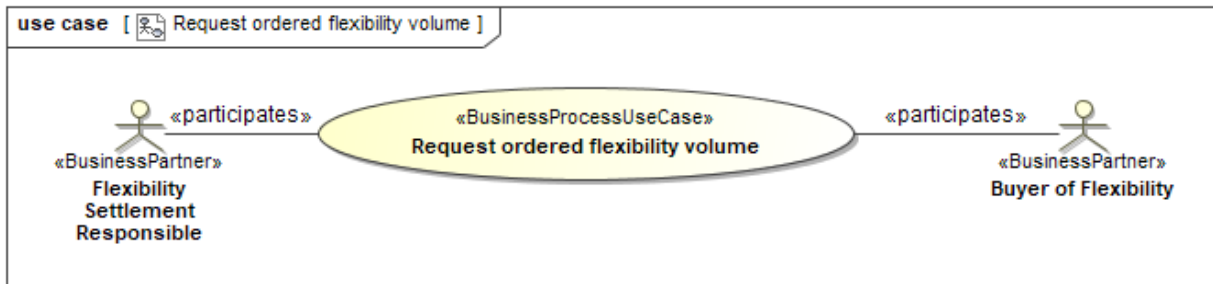 use case [ Request ordered flexibility volume ]
«participates»
«BusinessProcessUseCase»
Request ordered flexibility volume
«participates»
«BusinessPartner»
Flexibility
Settlement
Responsible
«BusinessPartner»
Buyer of Flexibility